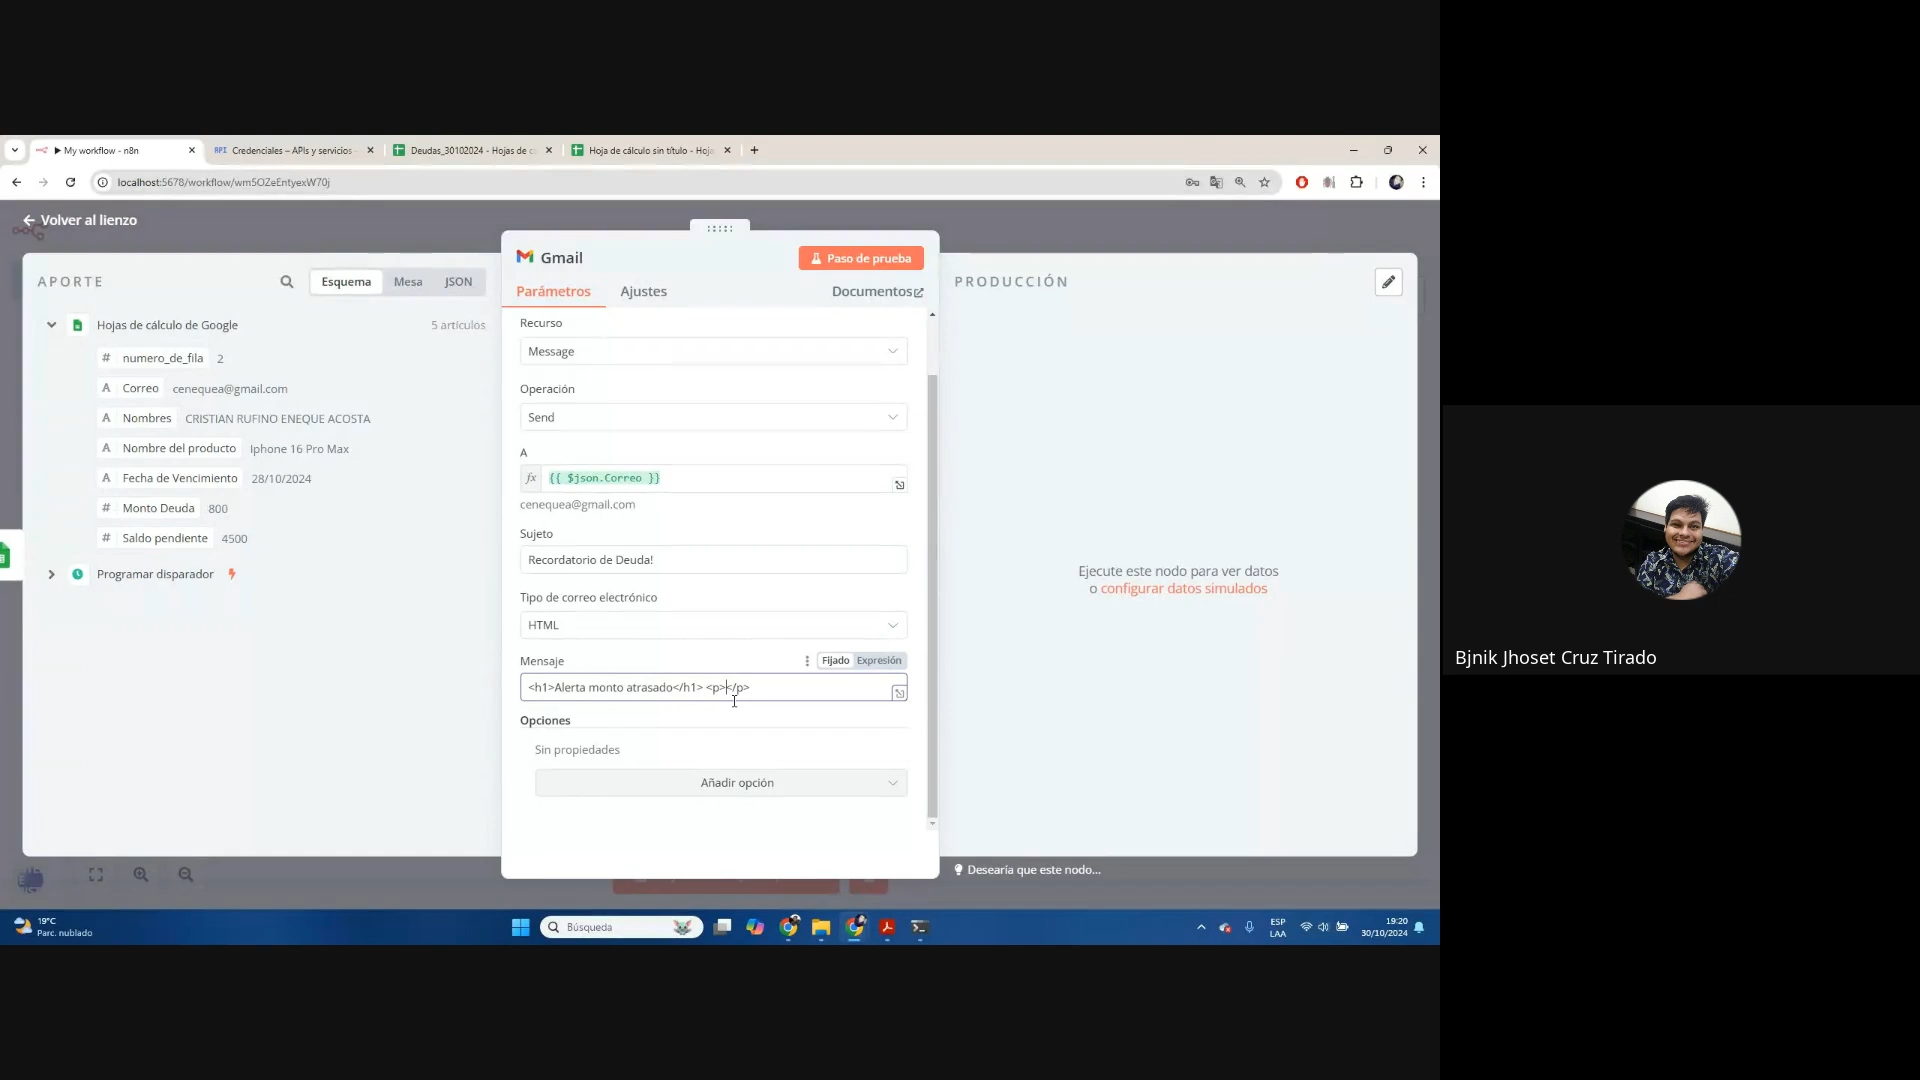 My workflow - n8n
API Credenciales – APIs y servicios
Deudas_30102024 - Hojas de c
Hoja de cálculo sin título - Hoja
localhost:5678/workflow/wm5OZeEntyexW70j
Volver al lienzo
APORTE
Esquema
Mesa
JSON
Hojas de cálculo de Google
5 artículos
# numero_de_fila 2
A Correo cenequea@gmail.com
A Nombres CRISTIAN RUFINO ENEQUE ACOSTA
A Nombre del producto Iphone 16 Pro Max
A Fecha de Vencimiento 28/10/2024
# Monto Deuda 800
# Saldo pendiente 4500
Programar disparador
Gmail
Paso de prueba
Parámetros
Ajustes
Documentos
Recurso
Message
Operación
Send
A
fx {{ $json.Correo }}
cenequea@gmail.com
Sujeto
Recordatorio de Deuda!
Tipo de correo electrónico
HTML
Mensaje
Fijado
Expresión
<h1>Alerta monto atrasado</h1> <p></p>
Opciones
Sin propiedades
Añadir opción
PRODUCCIÓN
Ejecute este nodo para ver datos
o configurar datos simulados
Desearía que este nodo...
Bjnik Jhoset Cruz Tirado
19°C
Parc. nublado
Búsqueda
ESP
LAA
19:20
30/10/2024